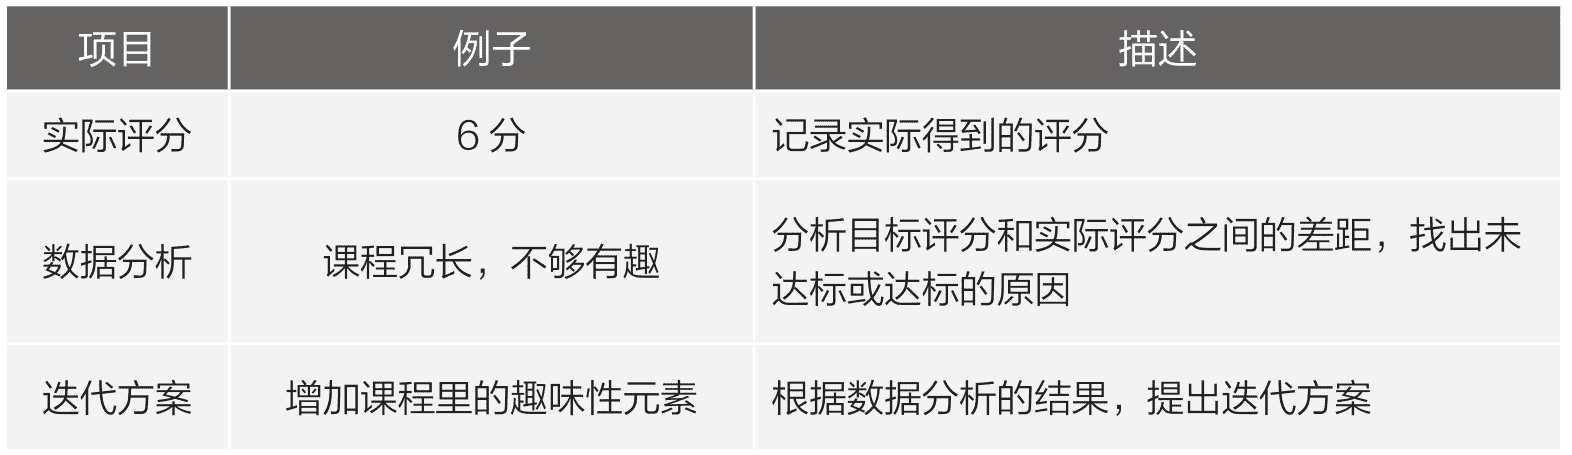 项目 例子 描述
实际评分 6 分 记录实际得到的评分
数据分析 课程冗长，不够有趣 分析目标评分和实际评分之间的差距，找出未
达标或达标的原因
迭代方案 增加课程里的趣味性元素 根据数据分析的结果，提出迭代方案